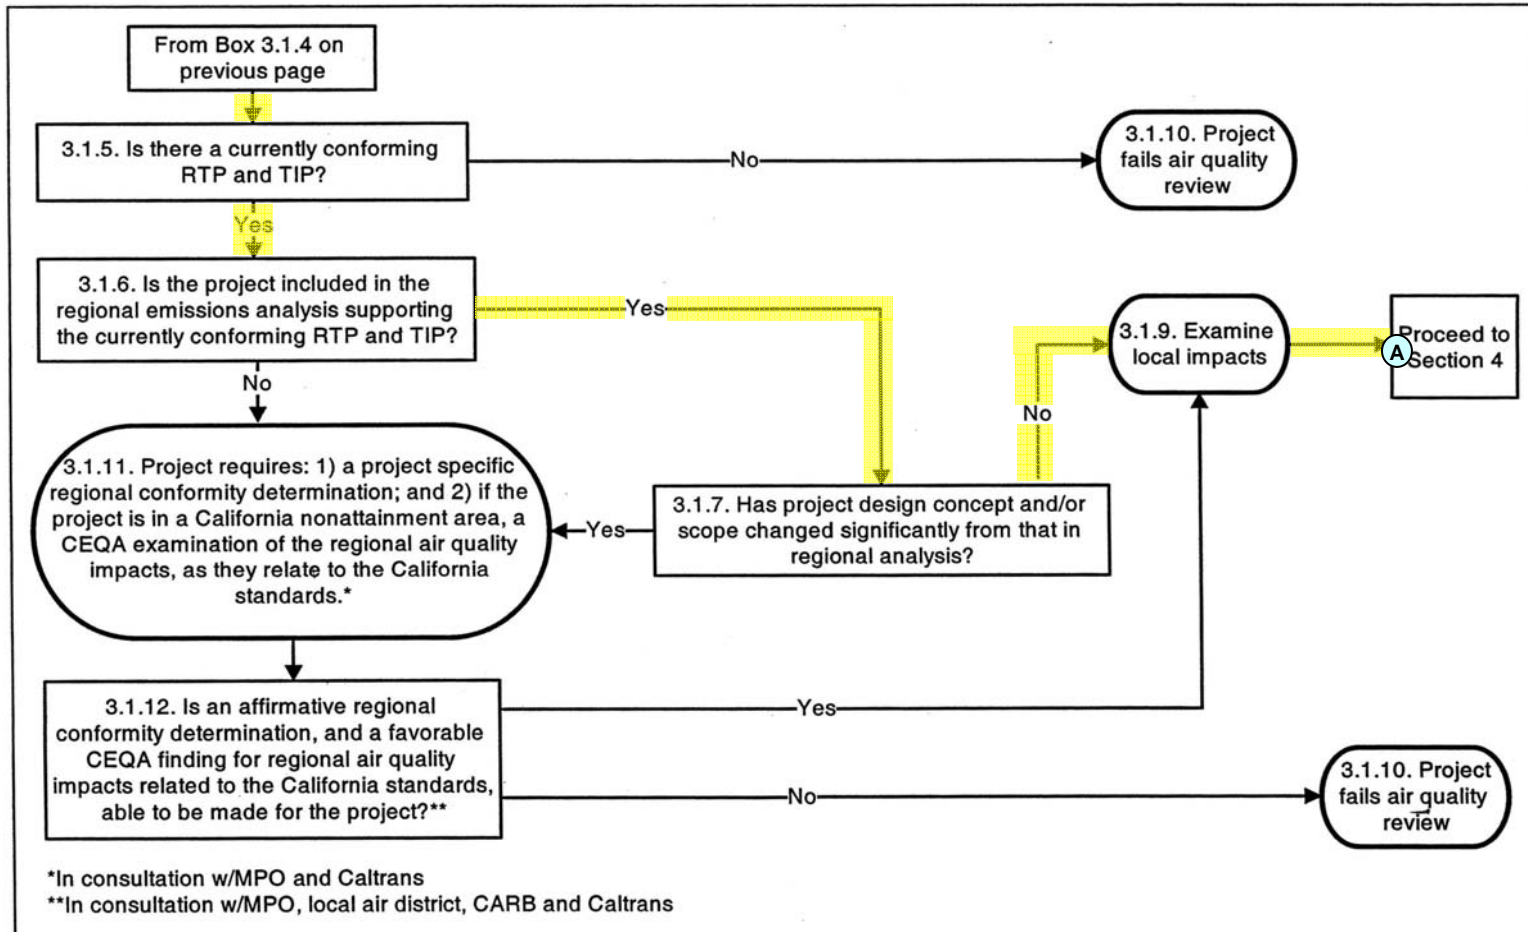 From Box 3.1.4 on
previous page
3.1.5. Is there a currently conforming
RTP and TIP?
No
3.1.10. Project
fails air quality
review
Yes
3.1.6. Is the project included in the
regional emissions analysis supporting
the currently conforming RTP and TIP?
Yes
3.1.9. Examine
local impacts
A
Proceed to
Section 4
No
No
3.1.11. Project requires: 1) a project specific
regional conformity determination; and 2) if the
project is in a California nonattainment area, a
CEQA examination of the regional air quality
impacts, as they relate to the California
standards.*
Yes
3.1.7. Has project design concept and/or
scope changed significantly from that in
regional analysis?
3.1.12. Is an affirmative regional
conformity determination, and a favorable
CEQA finding for regional air quality
impacts related to the California standards,
able to be made for the project?**
Yes
No
3.1.10. Project
fails air quality
review
*In consultation w/MPO and Caltrans
**In consultation w/MPO, local air district, CARB and Caltrans